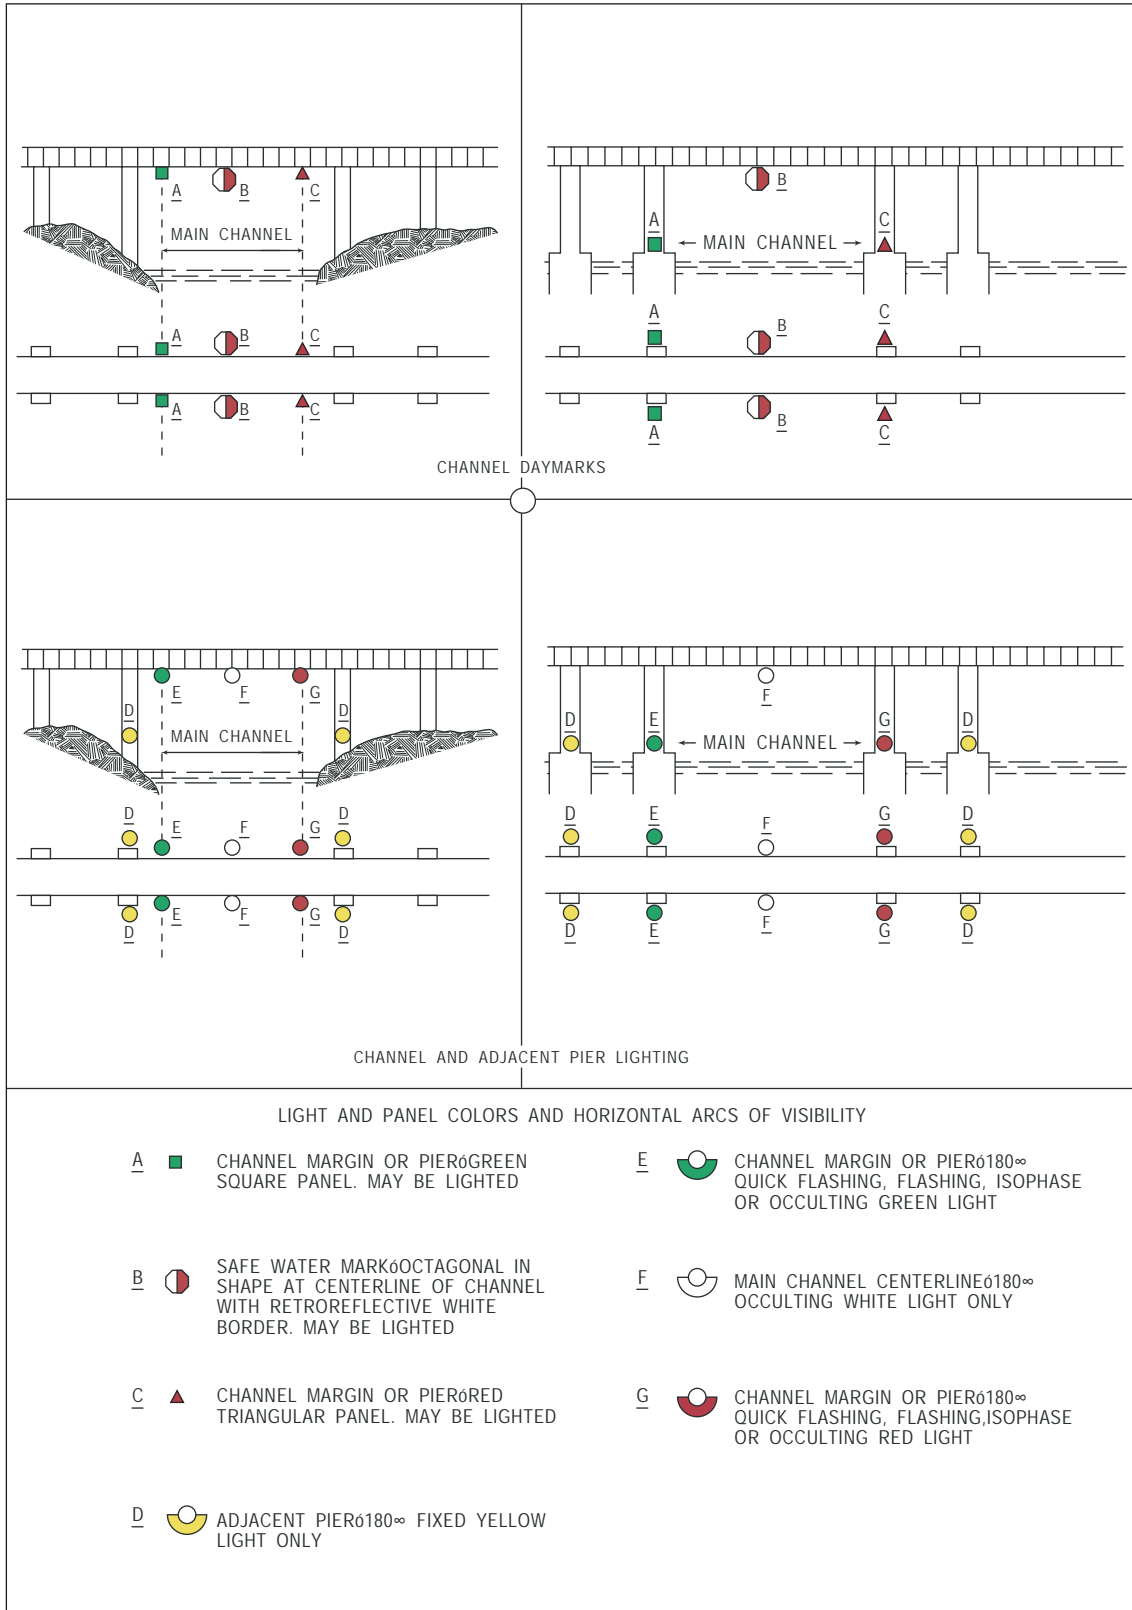 A B C
MAIN CHANNEL
A B C
A B C
B
A C
MAIN CHANNEL
A B C
A B C
CHANNEL DAYMARKS
E F G
D D
MAIN CHANNEL
D E F G D
D E F G D
F
D E G D
MAIN CHANNEL
D E F G D
D E F G D
CHANNEL AND ADJACENT PIER LIGHTING
LIGHT AND PANEL COLORS AND HORIZONTAL ARCS OF VISIBILITY
A CHANNEL MARGIN OR PIERóGREEN
SQUARE PANEL. MAY BE LIGHTED
B SAFE WATER MARKóOCTAGONAL IN
SHAPE AT CENTERLINE OF CHANNEL
WITH RETROREFLECTIVE WHITE
BORDER. MAY BE LIGHTED
C CHANNEL MARGIN OR PIERóRED
TRIANGULAR PANEL. MAY BE LIGHTED
D ADJACENT PIERó180∞ FIXED YELLOW
LIGHT ONLY
E CHANNEL MARGIN OR PIERó180∞
QUICK FLASHING, FLASHING, ISOPHASE
OR OCCULTING GREEN LIGHT
F MAIN CHANNEL CENTERLINEó180∞
OCCULTING WHITE LIGHT ONLY
G CHANNEL MARGIN OR PIERó180∞
QUICK FLASHING, FLASHING,ISOPHASE
OR OCCULTING RED LIGHT